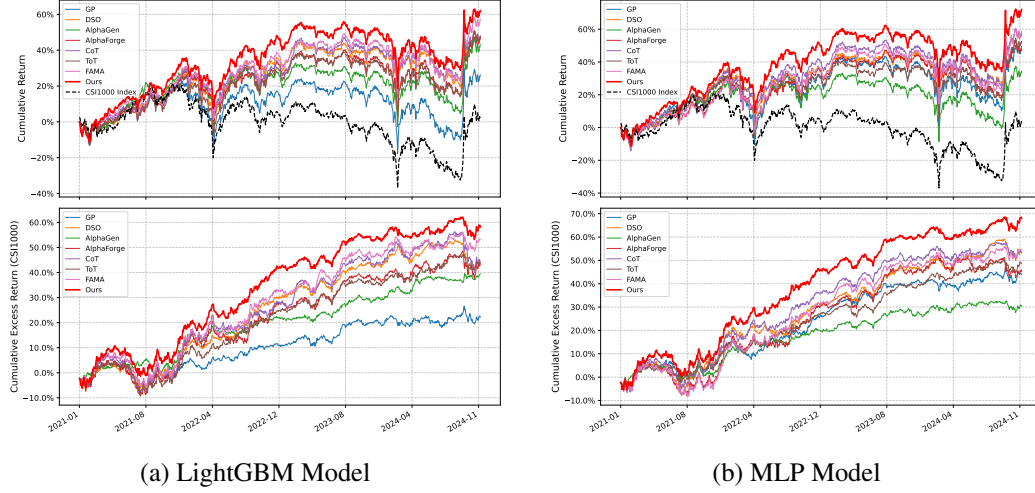 60%
40%
20%
0%
−20%
−40%
Cumulative Return
GP
DSO
AlphaGen
AlphaForge
CoT
ToT
FAMA
Ours
CSI1000 Index
60.0%
50.0%
40.0%
30.0%
20.0%
10.0%
0.0%
−10.0%
Cumulative Excess Return (CSI1000)
GP
DSO
AlphaGen
AlphaForge
CoT
ToT
FAMA
Ours
2021-01
2021-08
2022-04
2022-12
2023-08
2024-04
2024-11
(a) LightGBM Model
60%
40%
20%
0%
−20%
−40%
Cumulative Return
GP
DSO
AlphaGen
AlphaForge
CoT
ToT
FAMA
Ours
CSI1000 Index
70.0%
60.0%
50.0%
40.0%
30.0%
20.0%
10.0%
0.0%
−10.0%
Cumulative Excess Return (CSI1000)
GP
DSO
AlphaGen
AlphaForge
CoT
ToT
FAMA
Ours
2021-01
2021-08
2022-04
2022-12
2023-08
2024-04
2024-11
(b) MLP Model